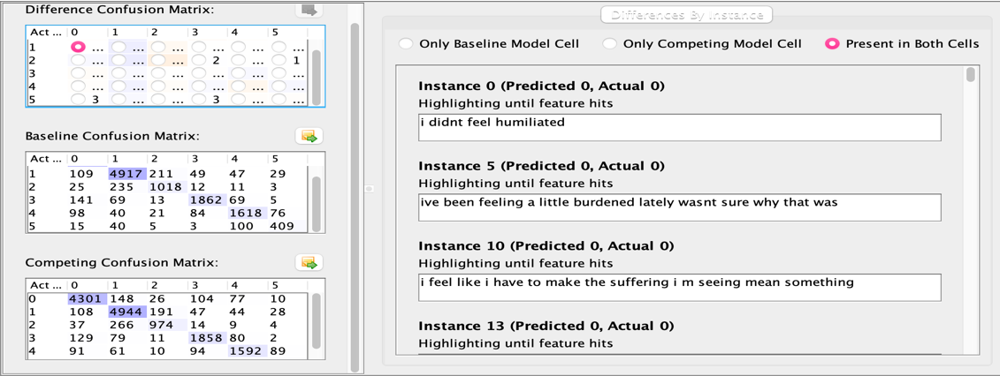 Difference Confusion Matrix:
Act ... 0 1 2 3 4 5
1 ... ... ... ... ... ...
2 ... ... ... 2 ... 1
3 ... ... ... ... ... ...
4 ... ... ... ... ... ...
5 3 ... ... 3 ... ...
Baseline Confusion Matrix:
Act ... 0 1 2 3 4 5
1 109 4917 211 49 47 29
2 25 235 1018 12 11 3
3 141 69 13 1862 69 5
4 98 40 21 84 1618 76
5 15 40 5 3 100 409
Competing Confusion Matrix:
Act ... 0 1 2 3 4 5
0 4301 148 26 104 77 10
1 108 4944 191 47 44 28
2 37 266 974 14 9 4
3 129 79 11 1858 80 2
4 91 61 10 94 1592 89
Differences By Instance
Only Baseline Model Cell Only Competing Model Cell Present in Both Cells
Instance 0 (Predicted 0, Actual 0)
Highlighting until feature hits
i didnt feel humiliated
Instance 5 (Predicted 0, Actual 0)
Highlighting until feature hits
ive been feeling a little burdened lately wasnt sure why that was
Instance 10 (Predicted 0, Actual 0)
Highlighting until feature hits
i feel like i have to make the suffering i m seeing mean something
Instance 13 (Predicted 0, Actual 0)
Highlighting until feature hits